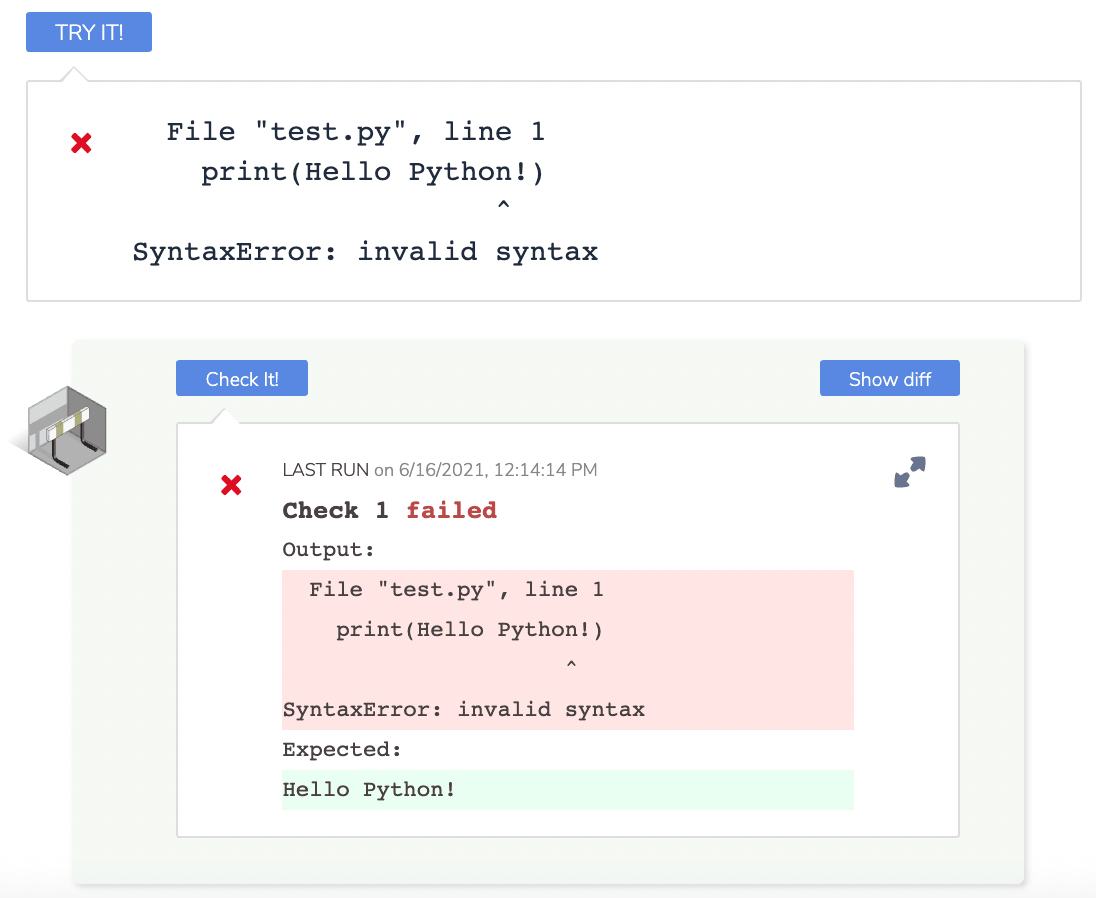 TRY IT!
File "test.py", line 1
print(Hello Python!)
^
SyntaxError: invalid syntax
Check It!
Show diff
LAST RUN on 6/16/2021, 12:14:14 PM
Check 1 failed
Output:
File "test.py", line 1
print(Hello Python!)
^
SyntaxError: invalid syntax
Expected:
Hello Python!